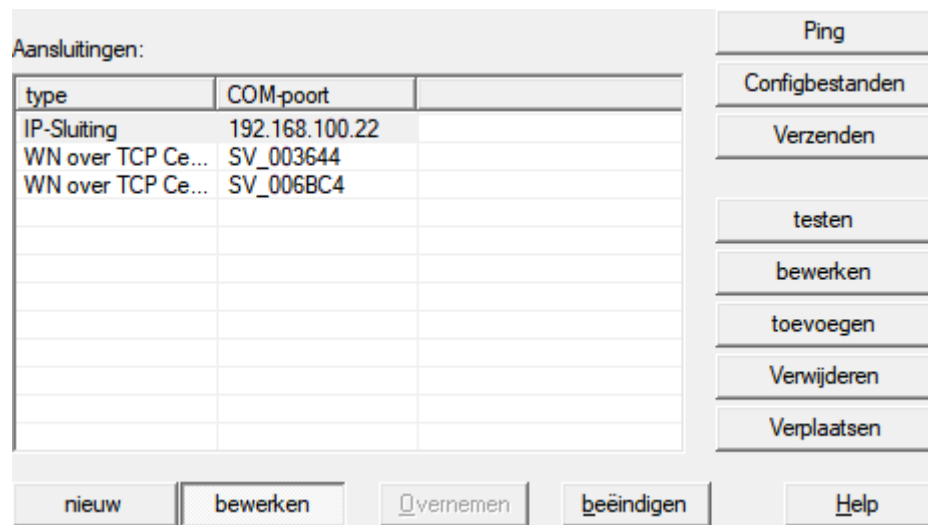 Aansluitingen:
type COM-poort
IP-Sluiting 192.168.100.22
WN over TCP Ce... SV_003644
WN over TCP Ce... SV_006BC4
Ping
Configbestanden
Verzenden
testen
bewerken
toevoegen
Verwijderen
Verplaatsen
nieuw bewerken Overnemen beëindigen Help